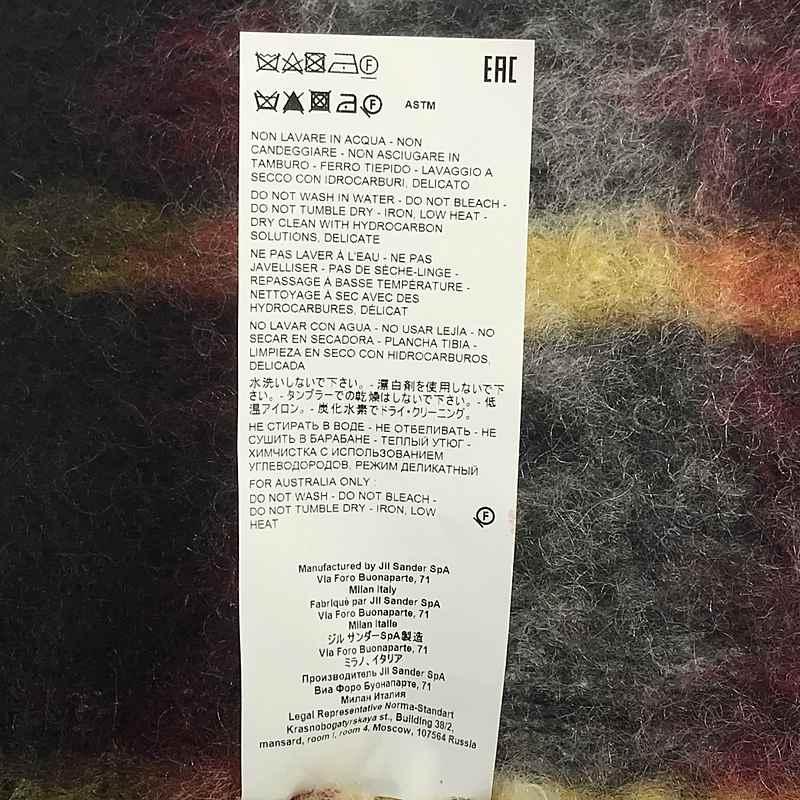 EAC
F
F ASTM
NON LAVARE IN ACQUA - NON
CANDEGGIARE - NON ASCIUGARE IN
TAMBURO - FERRO TIEPIDO - LAVAGGIO A
SECCO CON IDROCARBURI, DELICATO
DO NOT WASH IN WATER - DO NOT BLEACH -
DO NOT TUMBLE DRY - IRON, LOW HEAT -
DRY CLEAN WITH HYDROCARBON
SOLUTIONS, DELICATE
NE PAS LAVER À L'EAU - NE PAS
JAVELLISER - PAS DE SÈCHE-LINGE -
REPASSAGE À BASSE TEMPÉRATURE -
NETTOYAGE À SEC AVEC DES
HYDROCARBURES, DÉLICAT
NO LAVAR CON AGUA - NO USAR LEJÍA - NO
SECAR EN SECADORA - PLANCHA TIBIA -
LIMPIEZA EN SECO CON HIDROCARBUROS,
DELICADA
水洗いしないで下さい。- 漂白剤を使用しないで下
さい。- タンブラーでの乾燥はしないで下さい。- 低
温アイロン。- 炭化水素でドライ・クリーニング。
НЕ СТИРАТЬ В ВОДЕ - НЕ ОТБЕЛИВАТЬ - НЕ
СУШИТЬ В БАРАБАНЕ - ТЕПЛЫЙ УТЮГ -
ХИМЧИСТКА С ИСПОЛЬЗОВАНИЕМ
УГЛЕВОДОРОДОВ, РЕЖИМ ДЕЛИКАТНЫЙ
FOR AUSTRALIA ONLY :
DO NOT WASH - DO NOT BLEACH -
DO NOT TUMBLE DRY - IRON, LOW
HEAT
F
Manufactured by Jil Sander SpA
Via Foro Buonaparte, 71
Milan Italy
Fabriqué par Jil Sander SpA
Via Foro Buonaparte, 71
Milan Italie
ジル サンダーSpA製造
Via Foro Buonaparte, 71
ミラノ、イタリア
Производитель Jil Sander SpA
Виа Форо Буонапарте, 71
Милан Италия
Legal Representative Norma-Standart
Krasnobogatyrskaya st., Building 38/2,
mansard, room I, room 4, Moscow, 107564 Russia